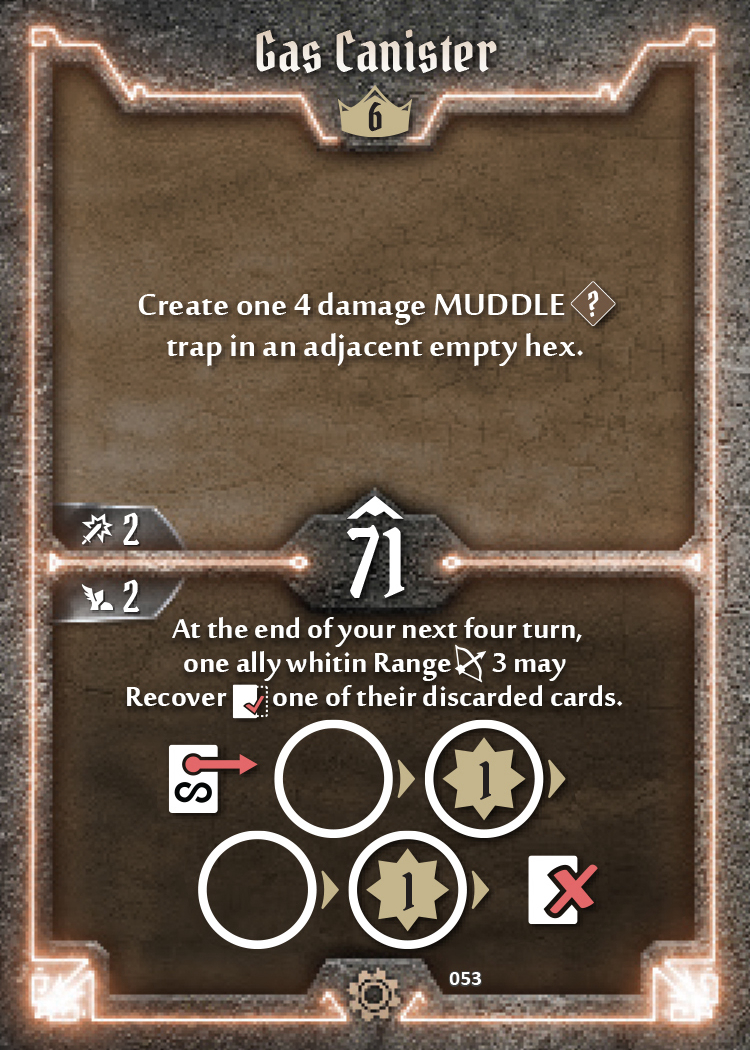 Gas Canister
6
Create one 4 damage MUDDLE ?
trap in an adjacent empty hex.
2
71
2
At the end of your next four turn,
one ally whitin Range 3 may
Recover one of their discarded cards.
S 1
1
053